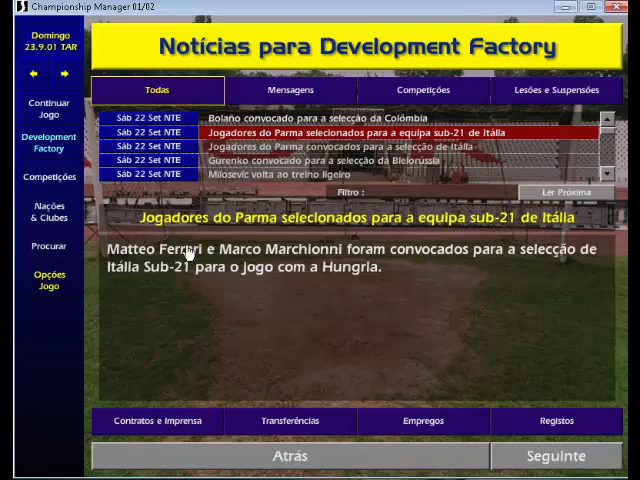 Championship Manager 01/02
Domingo
23.9.01 TAR
Notícias para Development Factory
Todas
Mensagens
Competições
Lesões e Suspensões
Continuar
Jogo
Development
Factory
Competições
Nações
& Clubes
Procurar
Opções
Jogo
Sáb 22 Set NTE Bolaño convocado para a selecção da Colômbia
Sáb 22 Set NTE Jogadores do Parma selecionados para a equipa sub-21 de Itália
Sáb 22 Set NTE Jogadores do Parma convocados para a selecção de Itália
Sáb 22 Set NTE Gurenko convocado para a selecção da Bielorússia
Sáb 22 Set NTE Milosevic volta ao treino ligeiro
Filtro :
Ler Próxima
Jogadores do Parma selecionados para a equipa sub-21 de Itália
Matteo Ferrari e Marco Marchionni foram convocados para a selecção de
Itália Sub-21 para o jogo com a Hungria.
Contratos e Imprensa
Transferências
Empregos
Registos
Atrás
Seguinte